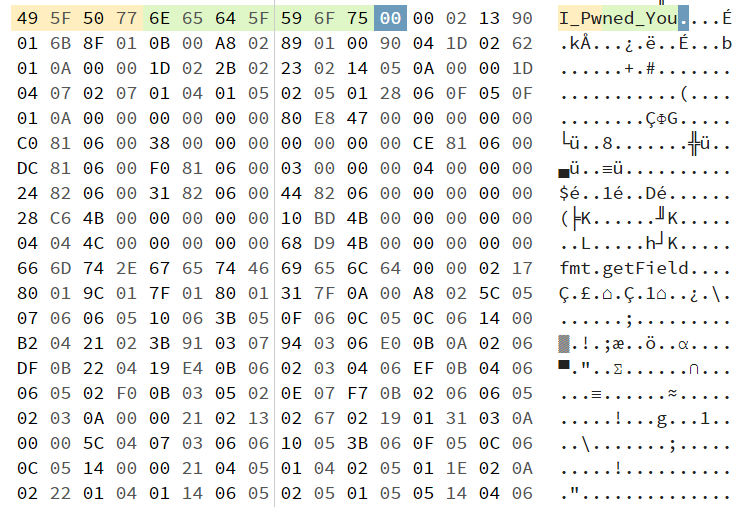 49 5F 50 77 6E 65 64 5F 59 6F 75 00 00 02 13 90 I_Pwned_You....É
01 6B 8F 01 0B 00 A8 02 89 01 00 90 04 1D 02 62 .kÅ...¿.ë..É...b
01 0A 00 00 1D 02 2B 02 23 02 14 05 0A 00 00 1D ......+.#.......
04 07 02 07 01 04 01 05 02 05 01 28 06 0F 05 0F ...........(....
01 0A 00 00 00 00 00 00 80 E8 47 00 00 00 00 00 ........ÇΦG.....
C0 81 06 00 38 00 00 00 00 00 00 00 CE 81 06 00 └ü..8.......╬ü..
DC 81 06 00 F0 81 06 00 03 00 00 00 04 00 00 00 ▄ü..≡ü..........
24 82 06 00 31 82 06 00 44 82 06 00 00 00 00 00 $é..1é..Dé......
28 C6 4B 00 00 00 00 00 10 BD 4B 00 00 00 00 00 (╞K......╜K.....
04 04 4C 00 00 00 00 00 68 D9 4B 00 00 00 00 00 ..L.....h┘K.....
66 6D 74 2E 67 65 74 46 69 65 6C 64 00 00 02 17 fmt.getField....
80 01 9C 01 7F 01 80 01 31 7F 0A 00 A8 02 5C 05 Ç.£.⌂.Ç.1⌂..¿.\.
07 06 06 05 10 06 3B 05 0F 06 0C 05 0C 06 14 00 ......;.........
B2 04 21 02 3B 91 03 07 94 03 06 E0 0B 0A 02 06 ▓.!.;æ..ö..α....
DF 0B 22 04 19 E4 0B 06 02 03 04 06 EF 0B 04 06 ▀."..Σ......∩...
06 05 02 F0 0B 03 05 02 0E 07 F7 0B 02 06 06 05 ...≡......≈.....
02 03 0A 00 00 21 02 13 02 67 02 19 01 31 03 0A .....!...g...1..
00 00 5C 04 07 03 06 06 10 05 3B 06 0F 05 0C 06 ..\.......;.....
0C 05 14 00 00 21 04 05 01 04 02 05 01 1E 02 0A .....!..........
02 22 01 04 01 14 06 05 02 05 01 05 05 14 04 06 ."..............